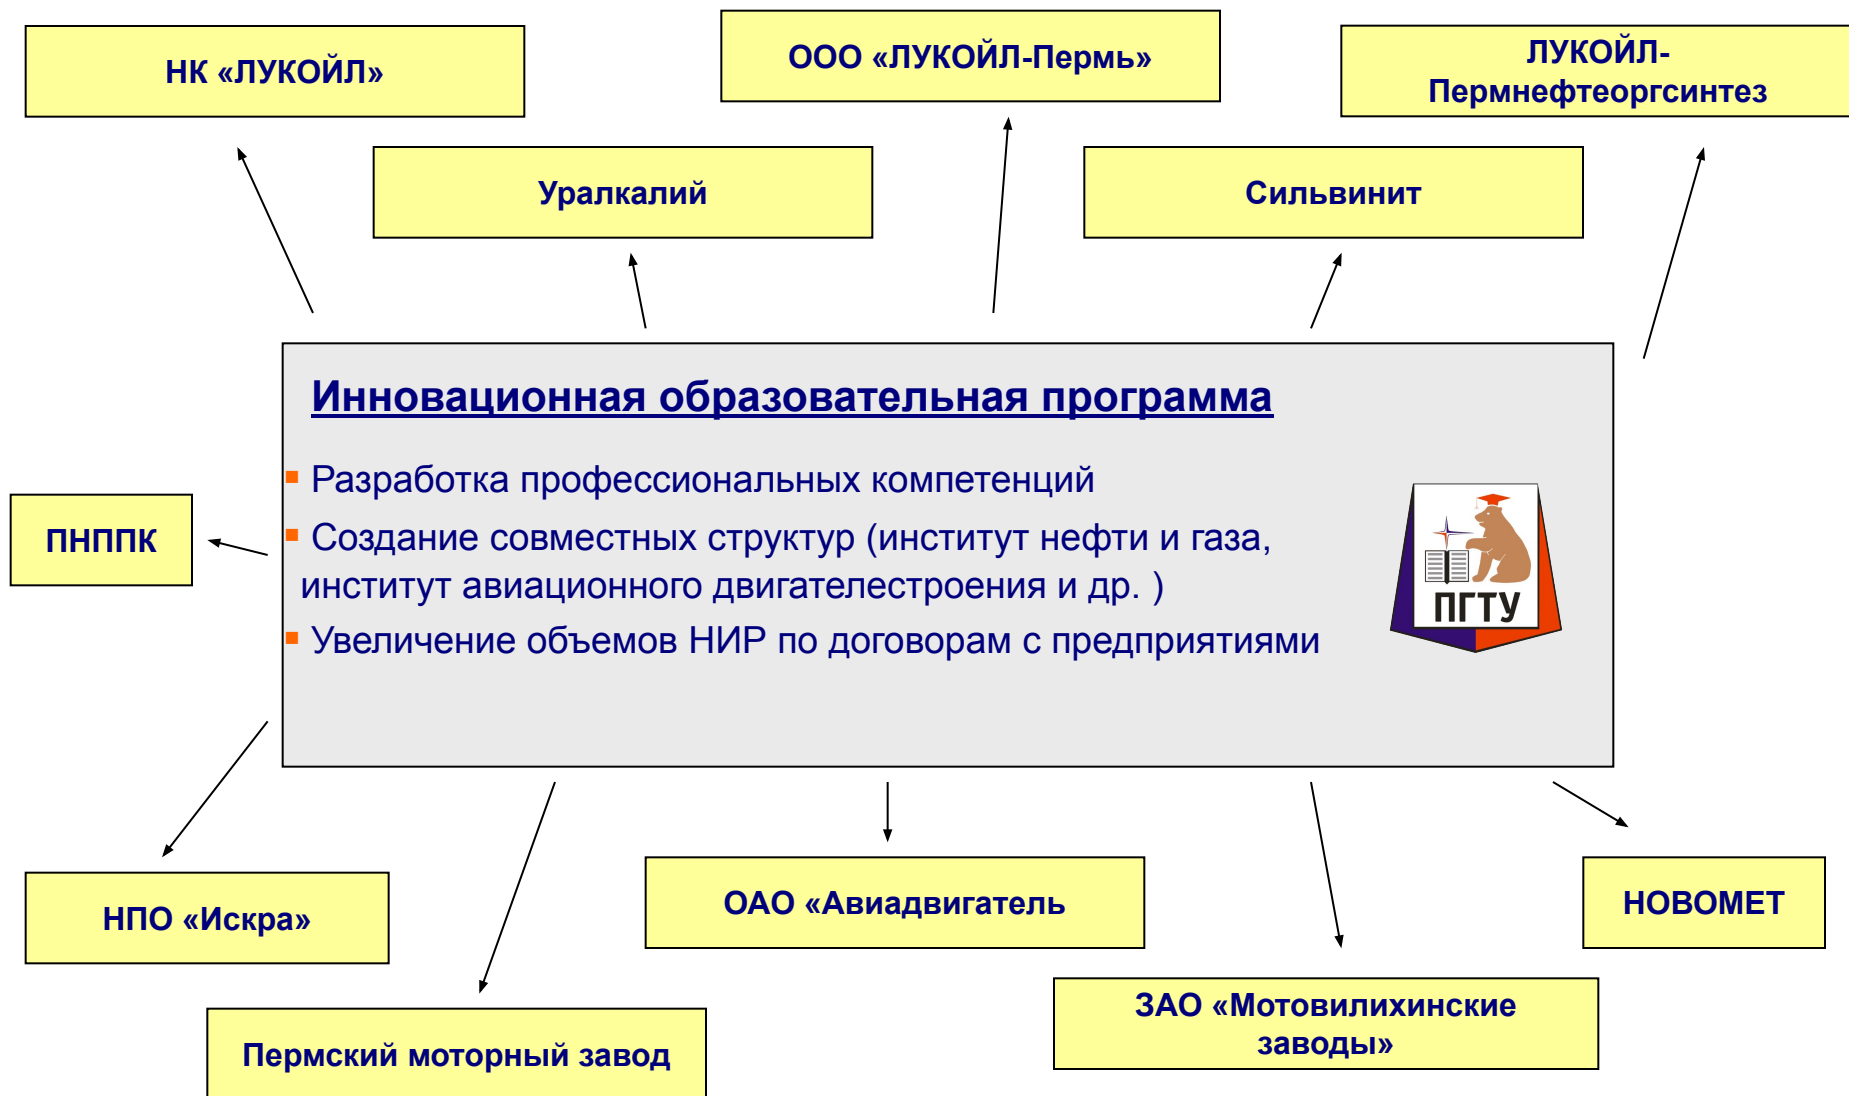 НК «ЛУКОЙЛ»
ООО «ЛУКОЙЛ-Пермь»
ЛУКОЙЛ-
Пермнефтеоргсинтез
Уралкалий
Сильвинит
Инновационная образовательная программа
Разработка профессиональных компетенций
Создание совместных структур (институт нефти и газа,
институт авиационного двигателестроения и др. )
Увеличение объемов НИР по договорам с предприятиями
ПГТУ
ПНППК
НПО «Искра»
ОАО «Авиадвигатель
НОВОМЕТ
Пермский моторный завод
ЗАО «Мотовилихинские
заводы»